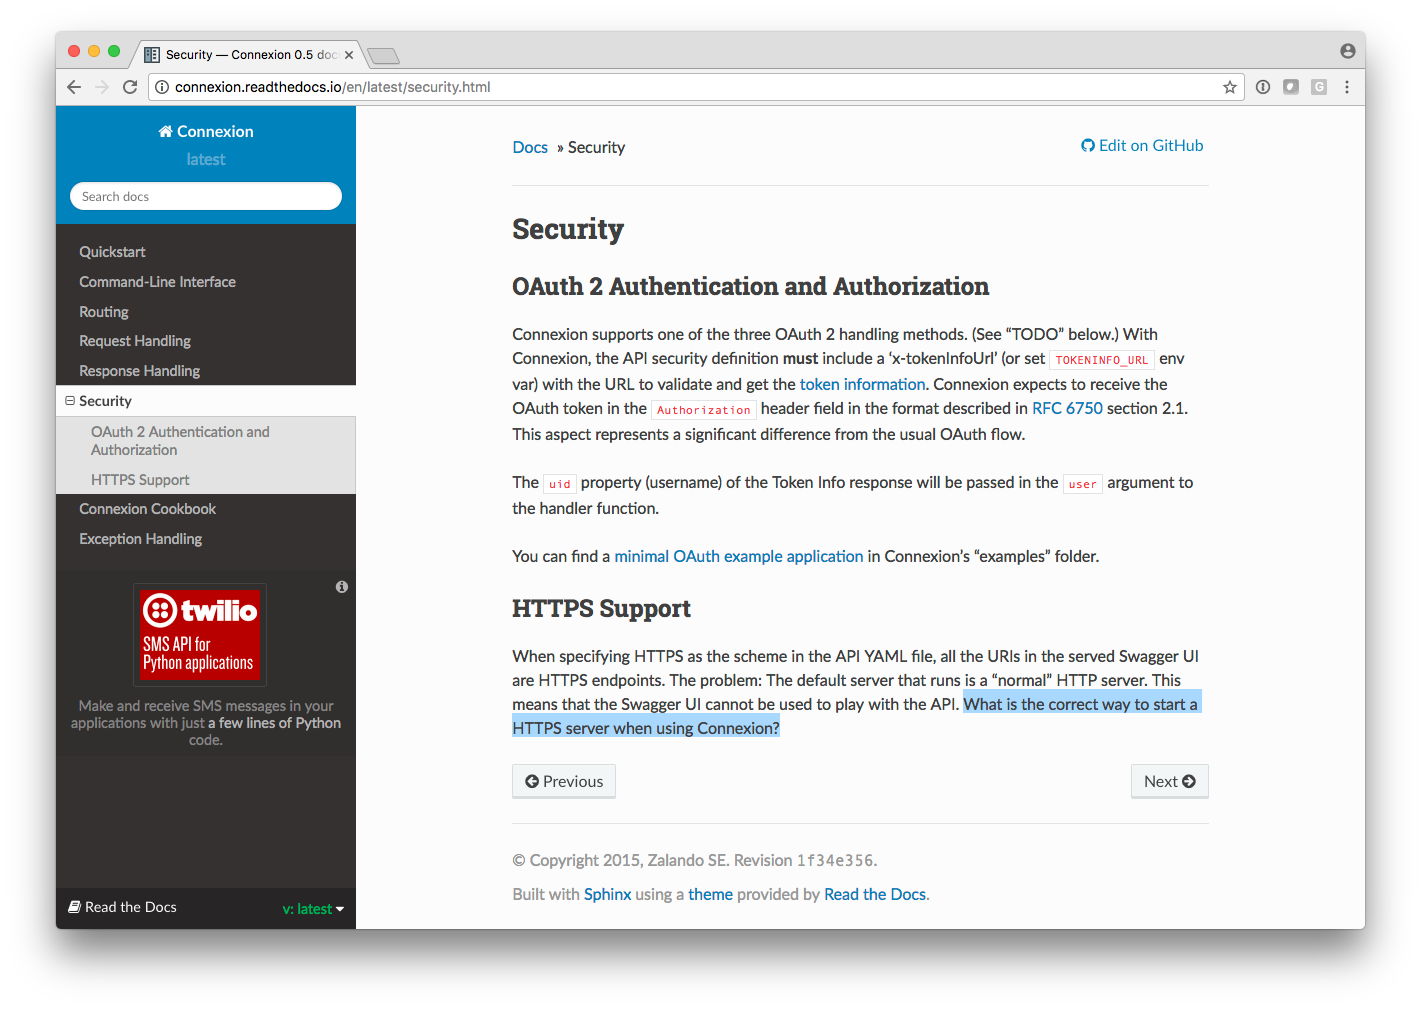 Security — Connexion 0.5 doc
connexion.readthedocs.io/en/latest/security.html
Connexion
latest
Search docs
Quickstart
Command-Line Interface
Routing
Request Handling
Response Handling
Security
OAuth 2 Authentication and
Authorization
HTTPS Support
Connexion Cookbook
Exception Handling
twilio
SMS API for
Python applications
Make and receive SMS messages in your
applications with just a few lines of Python
code.
Read the Docs
v: latest
Docs » Security
Edit on GitHub
Security
OAuth 2 Authentication and Authorization
Connexion supports one of the three OAuth 2 handling methods. (See “TODO” below.) With
Connexion, the API security definition must include a ‘x-tokenInfoUrl’ (or set TOKENINFO_URL env
var) with the URL to validate and get the token information. Connexion expects to receive the
OAuth token in the Authorization header field in the format described in RFC 6750 section 2.1.
This aspect represents a significant difference from the usual OAuth flow.
The uid property (username) of the Token Info response will be passed in the user argument to
the handler function.
You can find a minimal OAuth example application in Connexion’s “examples” folder.
HTTPS Support
When specifying HTTPS as the scheme in the API YAML file, all the URIs in the served Swagger UI
are HTTPS endpoints. The problem: The default server that runs is a “normal” HTTP server. This
means that the Swagger UI cannot be used to play with the API. What is the correct way to start a
HTTPS server when using Connexion?
Previous
Next
© Copyright 2015, Zalando SE. Revision 1f34e356.
Built with Sphinx using a theme provided by Read the Docs.